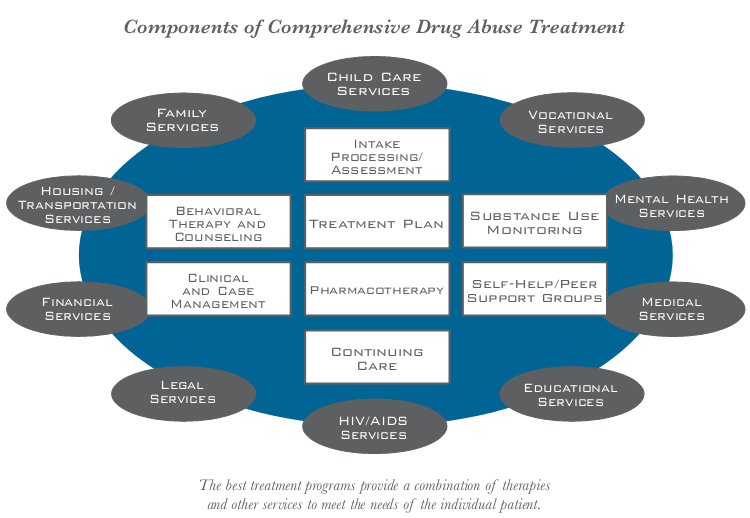 Components of Comprehensive Drug Abuse Treatment
Child Care
Services
Family
Services
Vocational
Services
Intake
Processing/
Assessment
Housing /
Transportation
Services
Mental Health
Services
Behavioral
Therapy and
Counseling
Treatment Plan
Substance Use
Monitoring
Clinical
and Case
Management
Pharmacotherapy
Self-Help/Peer
Support Groups
Financial
Services
Medical
Services
Continuing
Care
Legal
Services
Educational
Services
HIV/AIDS
Services
The best treatment programs provide a combination of therapies
and other services to meet the needs of the individual patient.